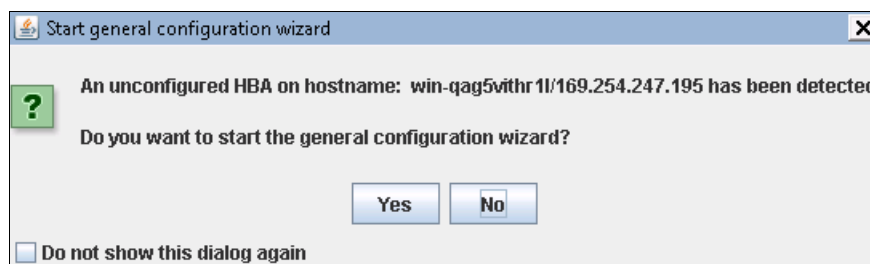 Start general configuration wizard
An unconfigured HBA on hostname: win-qag5vithr1l/169.254.247.195 has been detected
?
Do you want to start the general configuration wizard?
Yes No
Do not show this dialog again